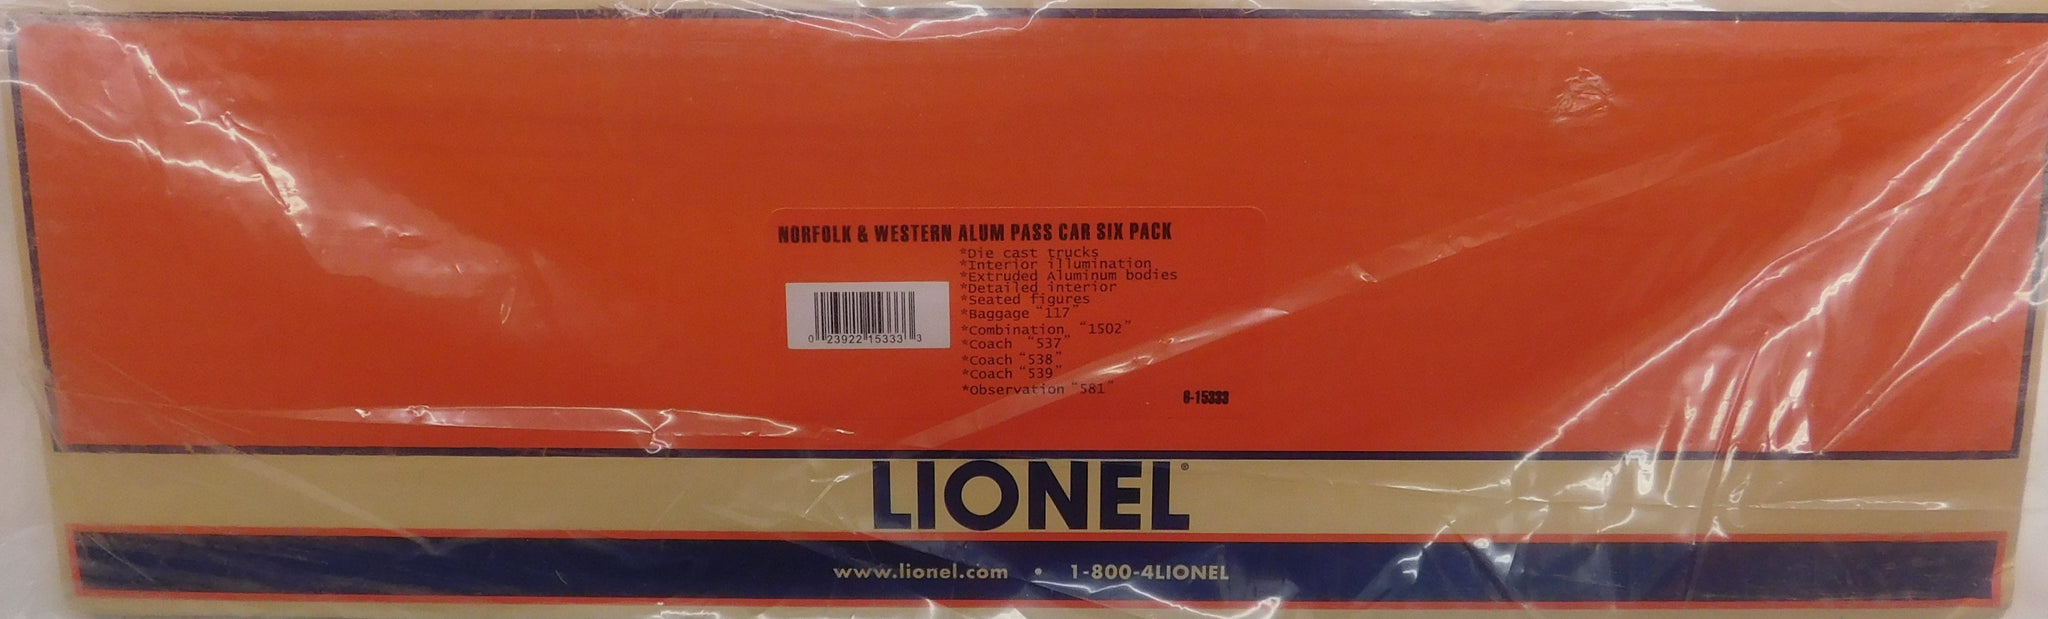 NORFOLK & WESTERN ALUM PASS CAR SIX PACK
*Die cast trucks
*Interior illumination
*Extruded Aluminum bodies
*Detailed interior
*Seated figures
*Baggage "117"
*Combination "1502"
*Coach "537"
*Coach "538"
*Coach "539"
*Observation "581"
0 23922 15333 3
6-15333
LIONEL®
www.lionel.com • 1-800-4LIONEL